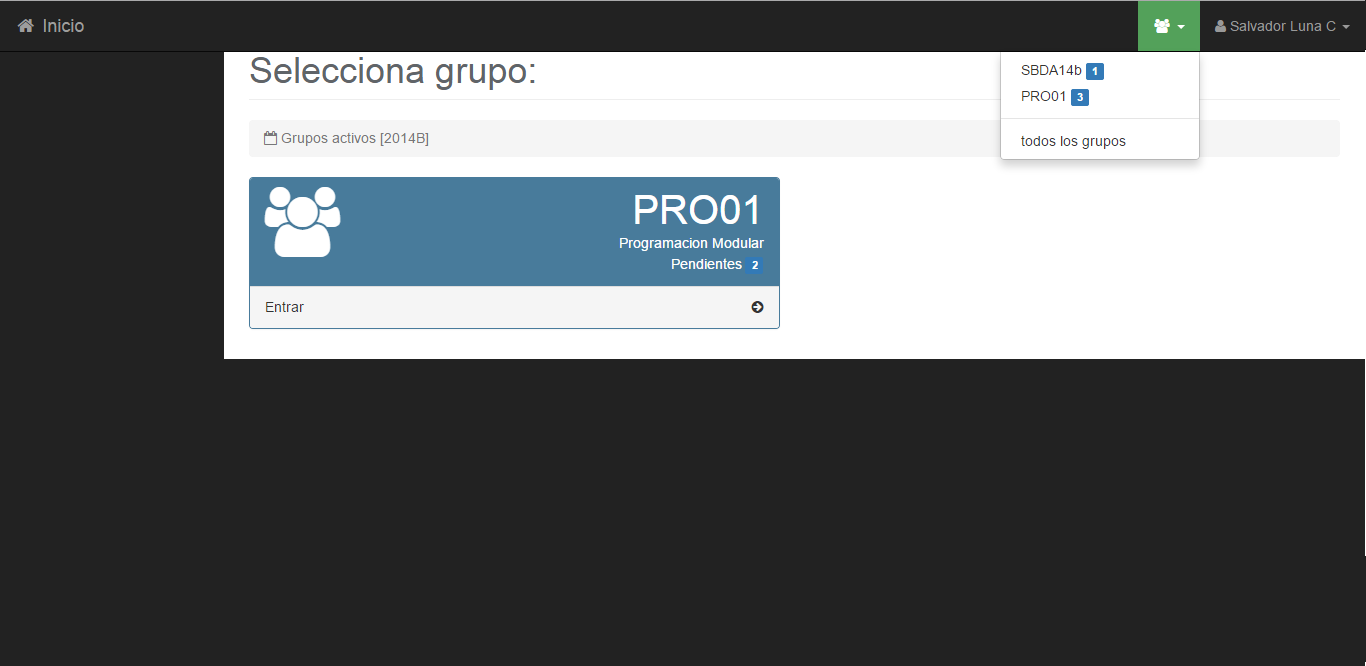 Inicio
Salvador Luna C
Selecciona grupo:
SBDA14b 1
PRO01 3
todos los grupos
Grupos activos [2014B]
PRO01
Programacion Modular
Pendientes 2
Entrar